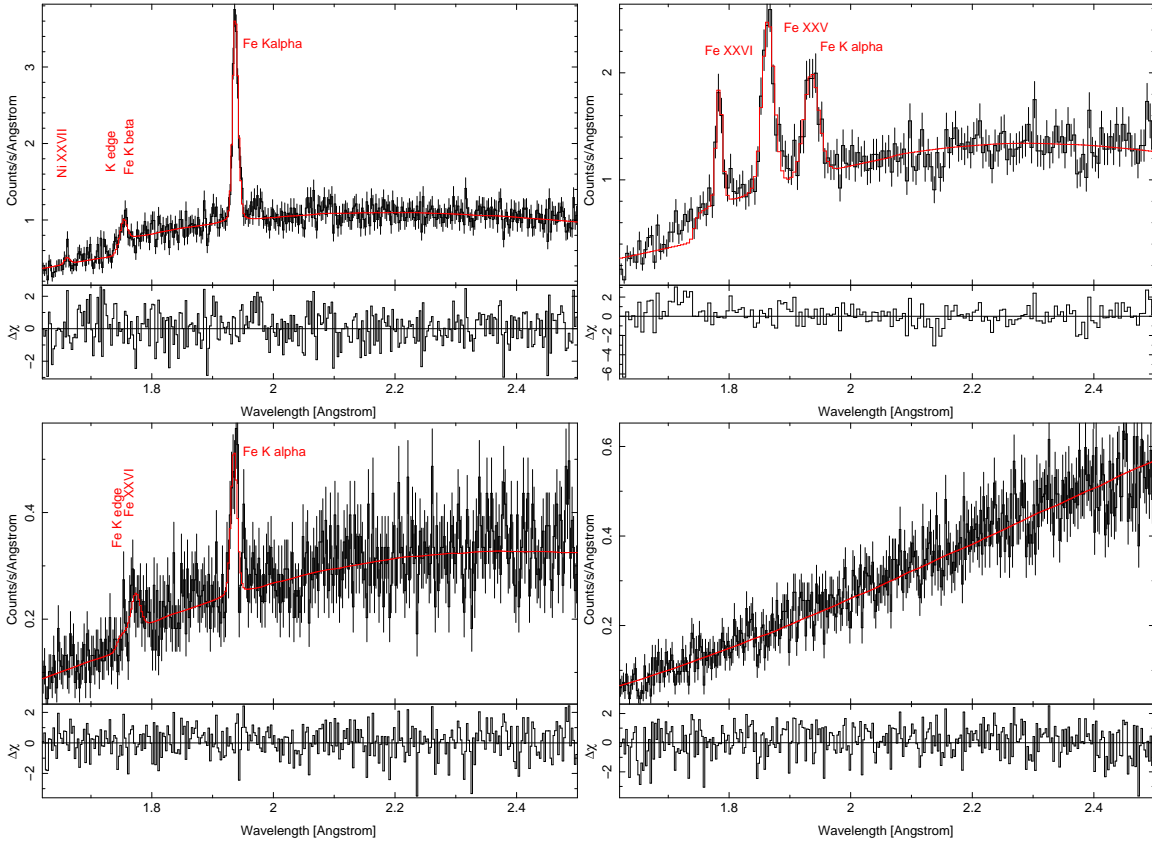 Counts/s/Angstrom
3
2
1
Ni XXVII
K edge
Fe K beta
Fe Kalpha
Δχ
2
0
−2
1.8
2
2.2
2.4
Wavelength [Angstrom]
Counts/s/Angstrom
2
1
Fe XXVI
Fe XXV
Fe K alpha
Δχ
2
0
−2
−4
−6
1.8
2
2.2
2.4
Wavelength [Angstrom]
Counts/s/Angstrom
0.4
0.2
Fe K edge
Fe XXVI
Fe K alpha
Δχ
2
0
−2
1.8
2
2.2
2.4
Wavelength [Angstrom]
Counts/s/Angstrom
0.6
0.4
0.2
Δχ
2
0
−2
1.8
2
2.2
2.4
Wavelength [Angstrom]